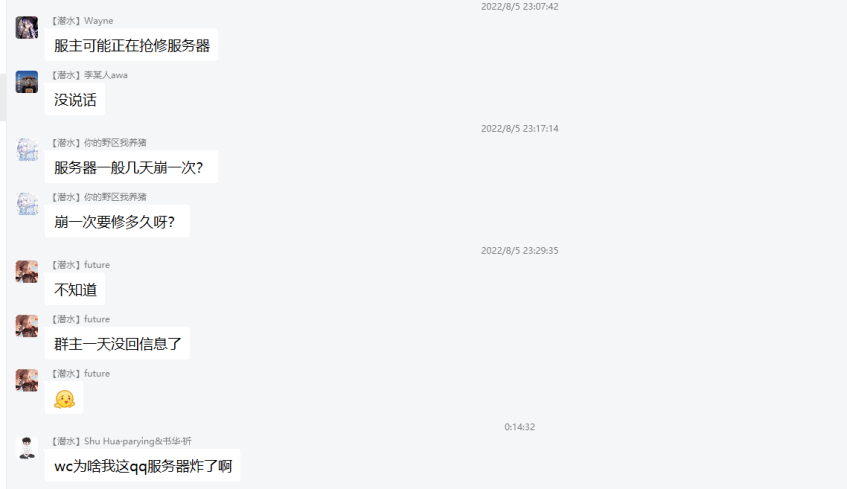 2022/8/5 23:07:42
【潜水】Wayne
服主可能正在抢修服务器
【潜水】季某人awa
没说话
2022/8/5 23:17:14
【潜水】你的野区我养猪
服务器一般几天崩一次?
【潜水】你的野区我养猪
崩一次要修多久呀?
2022/8/5 23:29:35
【潜水】future
不知道
【潜水】future
群主一天没回信息了
【潜水】future
0:14:32
【潜水】Shu Hua-parying&书华·祈
wc为啥我这qq服务器炸了啊